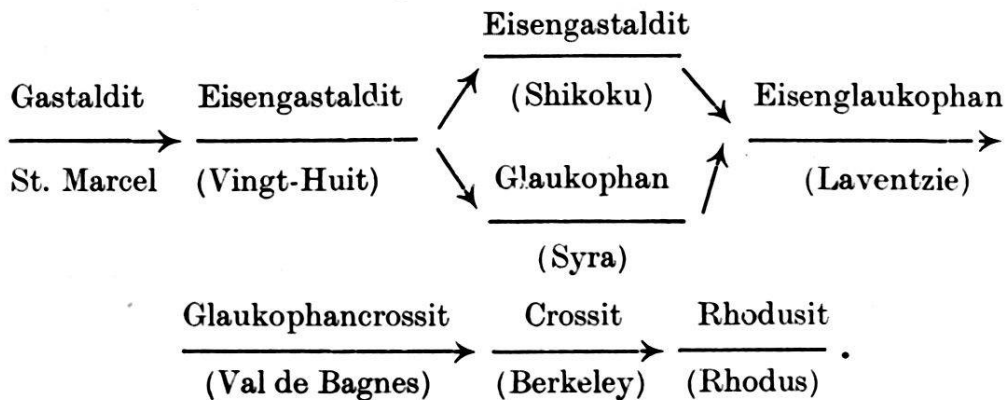 Eisengastaldit
Gastaldit Eisengastaldit (Shikoku) Eisenglaukophan
St. Marcel (Vingt-Huit) Glaukophan (Laventzie)
(Syra)
Glaukophancrossit Crossit Rhodusit
(Val de Bagnes) (Berkeley) (Rhodus) .